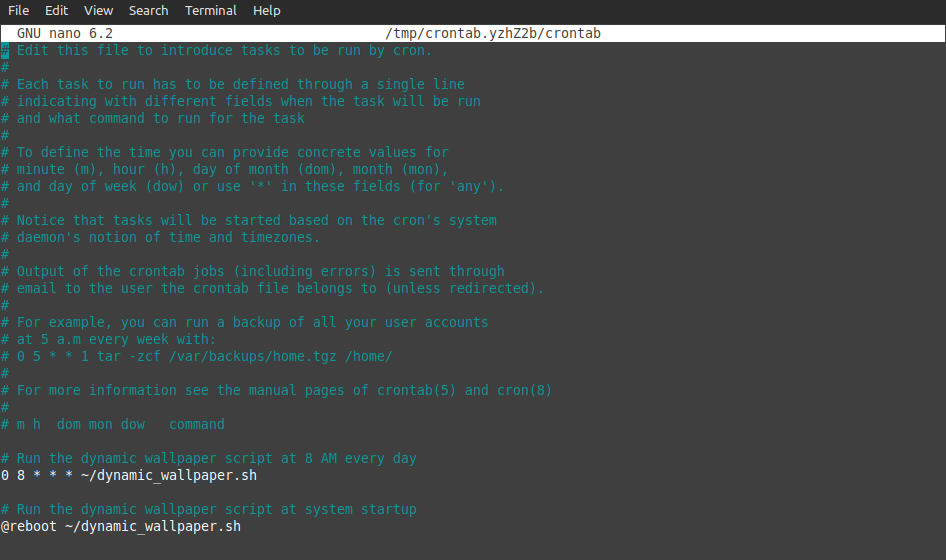 File Edit View Search Terminal Help
GNU nano 6.2 /tmp/crontab.yzhZ2b/crontab
# Edit this file to introduce tasks to be run by cron.
#
# Each task to run has to be defined through a single line
# indicating with different fields when the task will be run
# and what command to run for the task
#
# To define the time you can provide concrete values for
# minute (m), hour (h), day of month (dom), month (mon),
# and day of week (dow) or use '*' in these fields (for 'any').
#
# Notice that tasks will be started based on the cron's system
# daemon's notion of time and timezones.
#
# Output of the crontab jobs (including errors) is sent through
# email to the user the crontab file belongs to (unless redirected).
#
# For example, you can run a backup of all your user accounts
# at 5 a.m every week with:
# 0 5 * * 1 tar -zcf /var/backups/home.tgz /home/
#
# For more information see the manual pages of crontab(5) and cron(8)
#
# m h  dom mon dow   command
# Run the dynamic wallpaper script at 8 AM every day
0 8 * * * ~/dynamic_wallpaper.sh
# Run the dynamic wallpaper script at system startup
@reboot ~/dynamic_wallpaper.sh